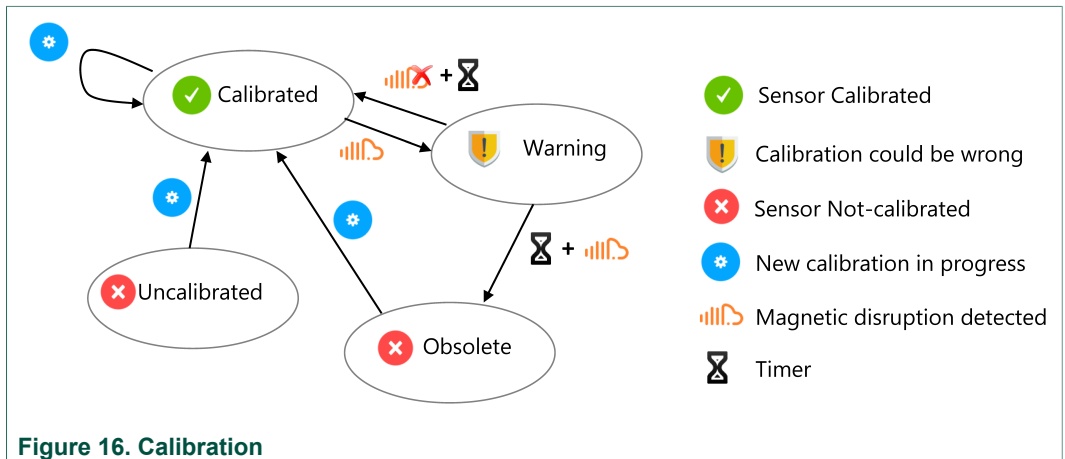 Calibrated
+
Warning
+
Uncalibrated
Obsolete
Sensor Calibrated
Calibration could be wrong
Sensor Not-calibrated
New calibration in progress
Magnetic disruption detected
Timer
Figure 16. Calibration